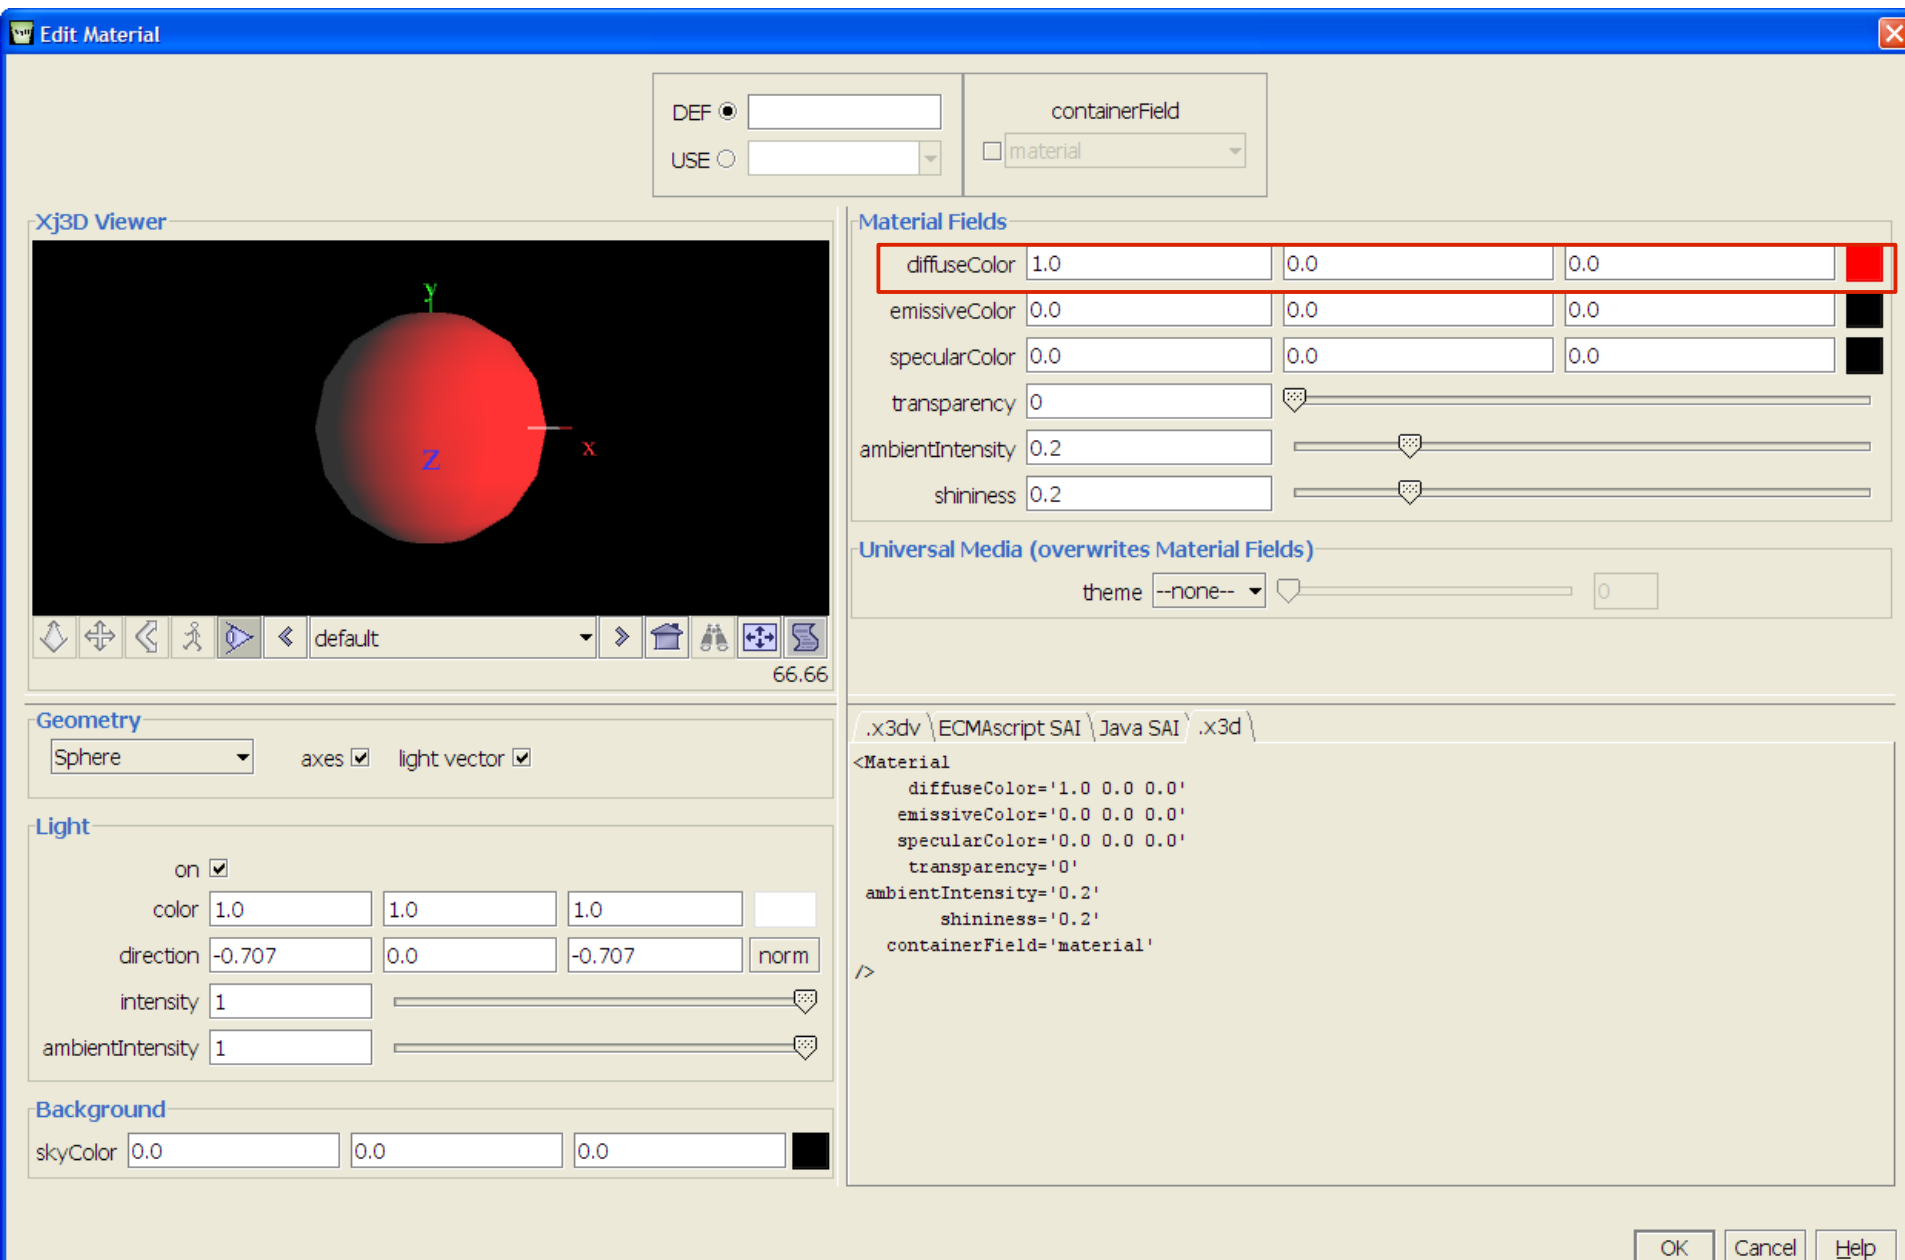 Edit Material
DEF
USE
containerField
material
Xj3D Viewer
y
x
Z
default
66.66
Material Fields
diffuseColor 1.0 0.0 0.0
emissiveColor 0.0 0.0 0.0
specularColor 0.0 0.0 0.0
transparency 0
ambientIntensity 0.2
shininess 0.2
Universal Media (overwrites Material Fields)
theme --none-- 0
Geometry
Sphere axes light vector
Light
on
color 1.0 1.0 1.0
direction -0.707 0.0 -0.707 norm
intensity 1
ambientIntensity 1
Background
skyColor 0.0 0.0 0.0
.x3dv ECMAscript SAI Java SAI .x3d
<Material
diffuseColor='1.0 0.0 0.0'
emissiveColor='0.0 0.0 0.0'
specularColor='0.0 0.0 0.0'
transparency='0'
ambientIntensity='0.2'
shininess='0.2'
containerField='material'
/>
OK Cancel Help